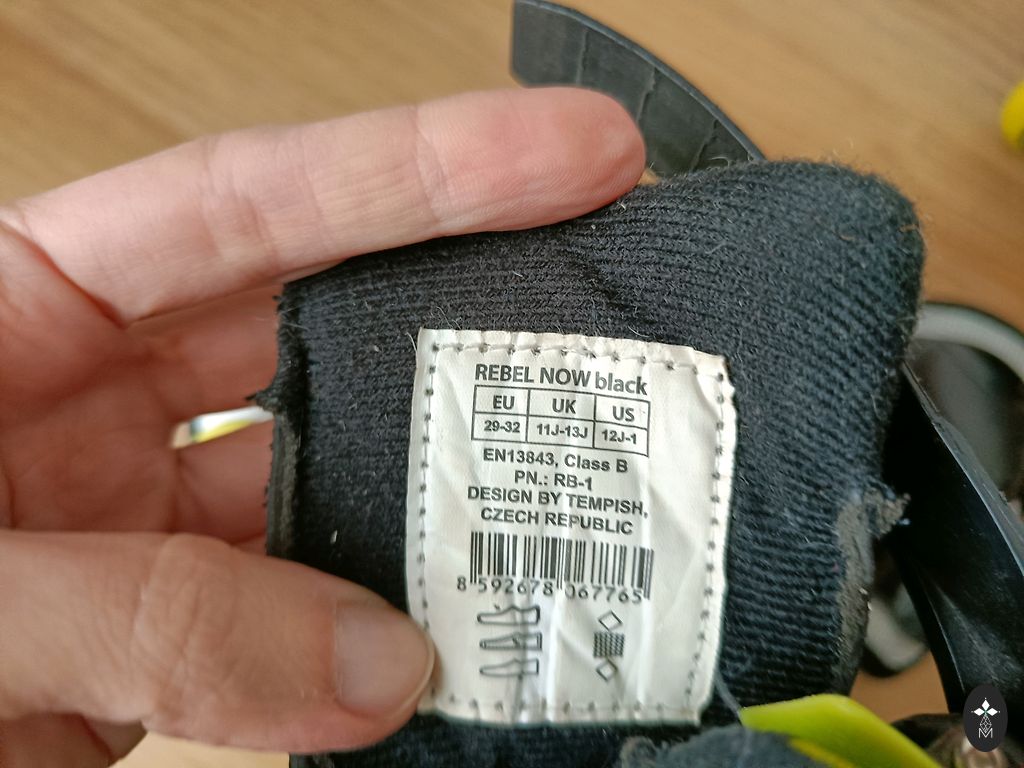 REBEL NOW black
EU UK US
29-32 11J-13J 12J-1
EN13843, Class B
PN.: RB-1
DESIGN BY TEMPISH,
CZECH REPUBLIC
8 592678 067765
M